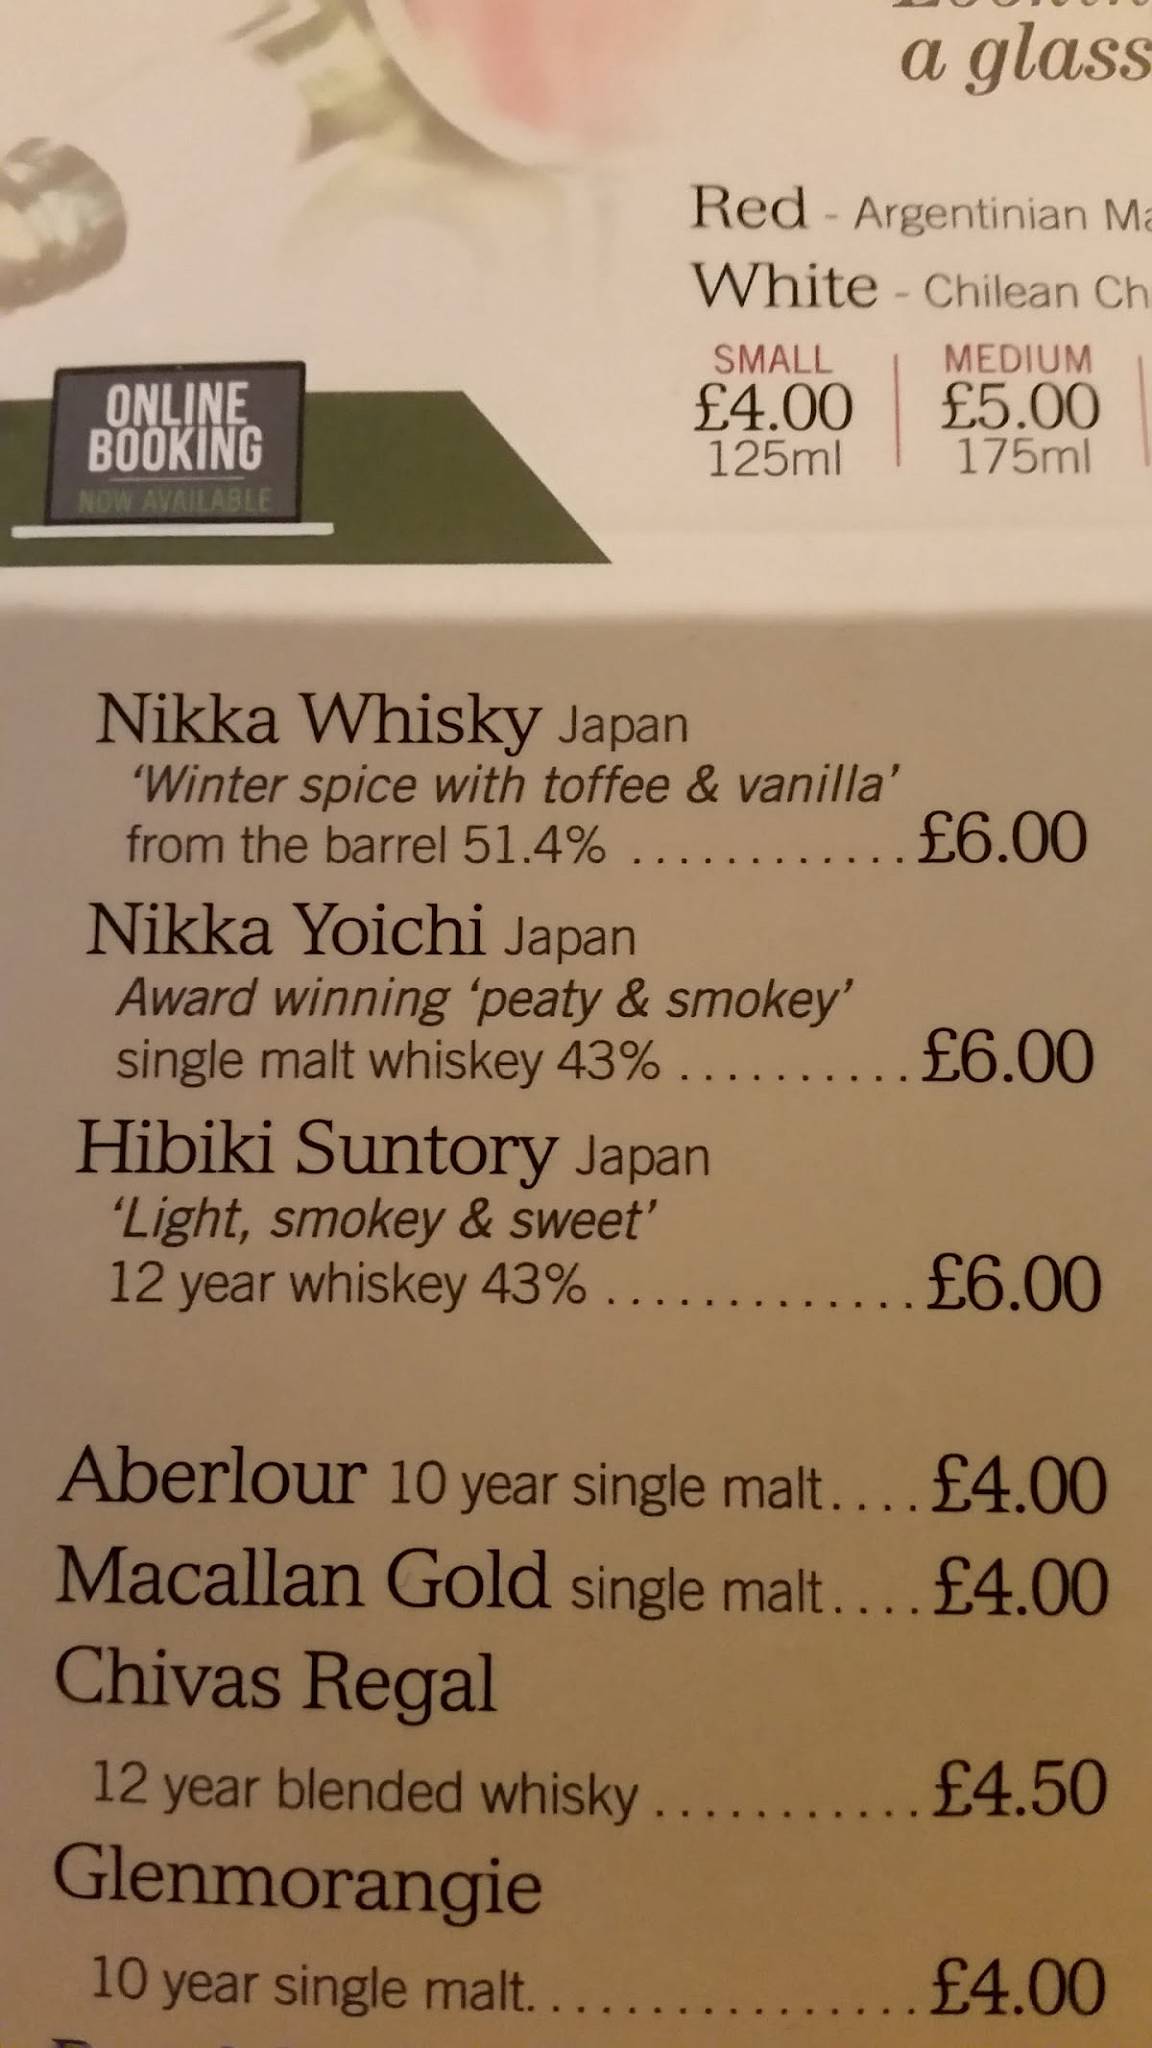 a glass
Red - Argentinian
White - Chilean
SMALL MEDIUM
£4.00 £5.00
125ml 175ml
ONLINE
BOOKING
NOW AVAILABLE
Nikka Whisky Japan
‘Winter spice with toffee & vanilla’
from the barrel 51.4% ............ £6.00
Nikka Yoichi Japan
Award winning ‘peaty & smokey’
single malt whiskey 43% .......... £6.00
Hibiki Suntory Japan
‘Light, smokey & sweet’
12 year whiskey 43% ............. £6.00
Aberlour 10 year single malt.... £4.00
Macallan Gold single malt.... £4.00
Chivas Regal
12 year blended whisky ........... £4.50
Glenmorangie
10 year single malt................ £4.00